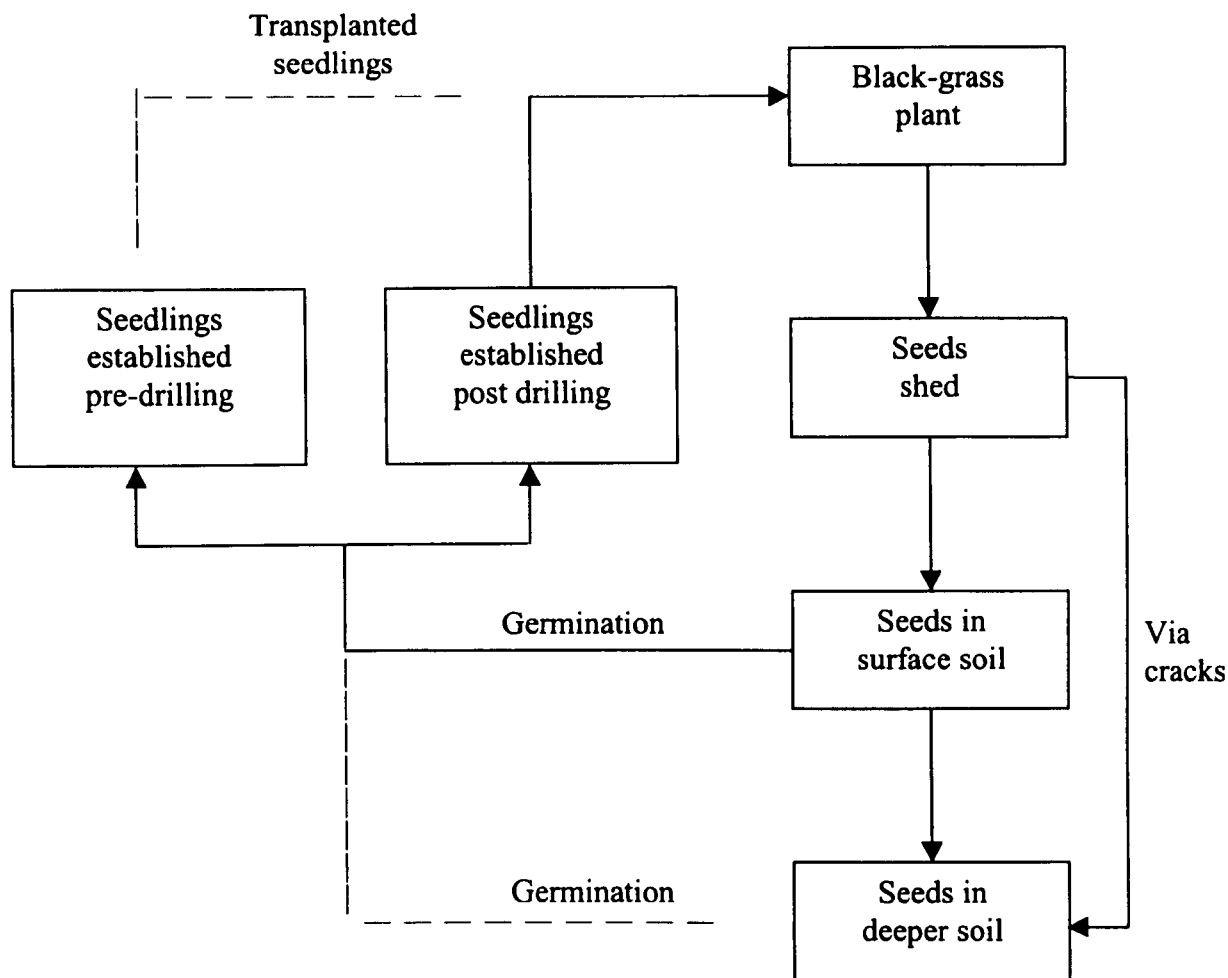 Transplanted
seedlings
Black-grass
plant
Seedlings
established
pre-drilling
Seedlings
established
post drilling
Seeds
shed
Germination
Seeds in
surface soil
Via
cracks
Germination
Seeds in
deeper soil